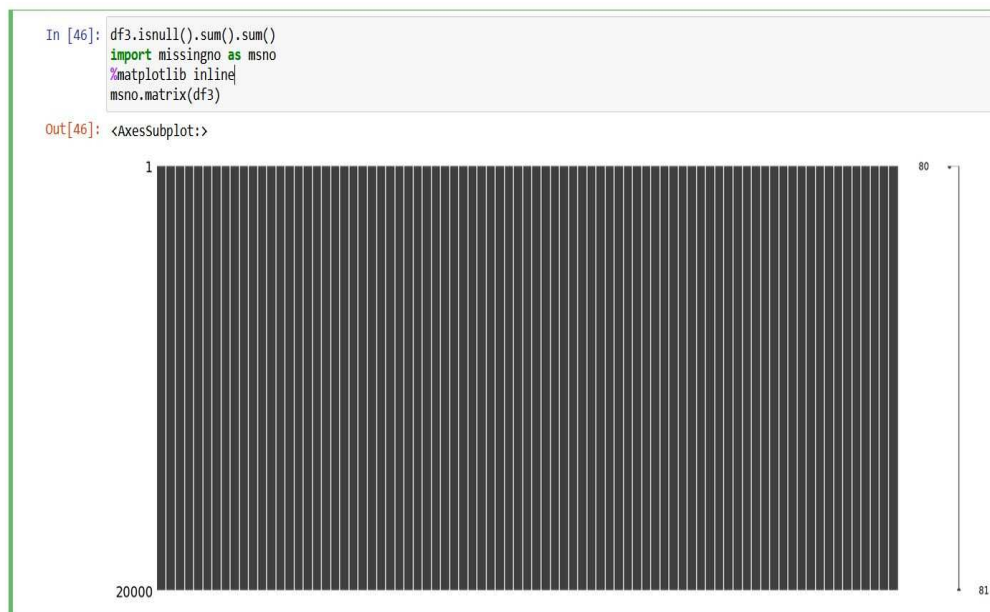 In [46]: df3.isnull().sum().sum()
import missingno as msno
%matplotlib inline
msno.matrix(df3)
Out[46]: <AxesSubplot:>
1 80
20000 81